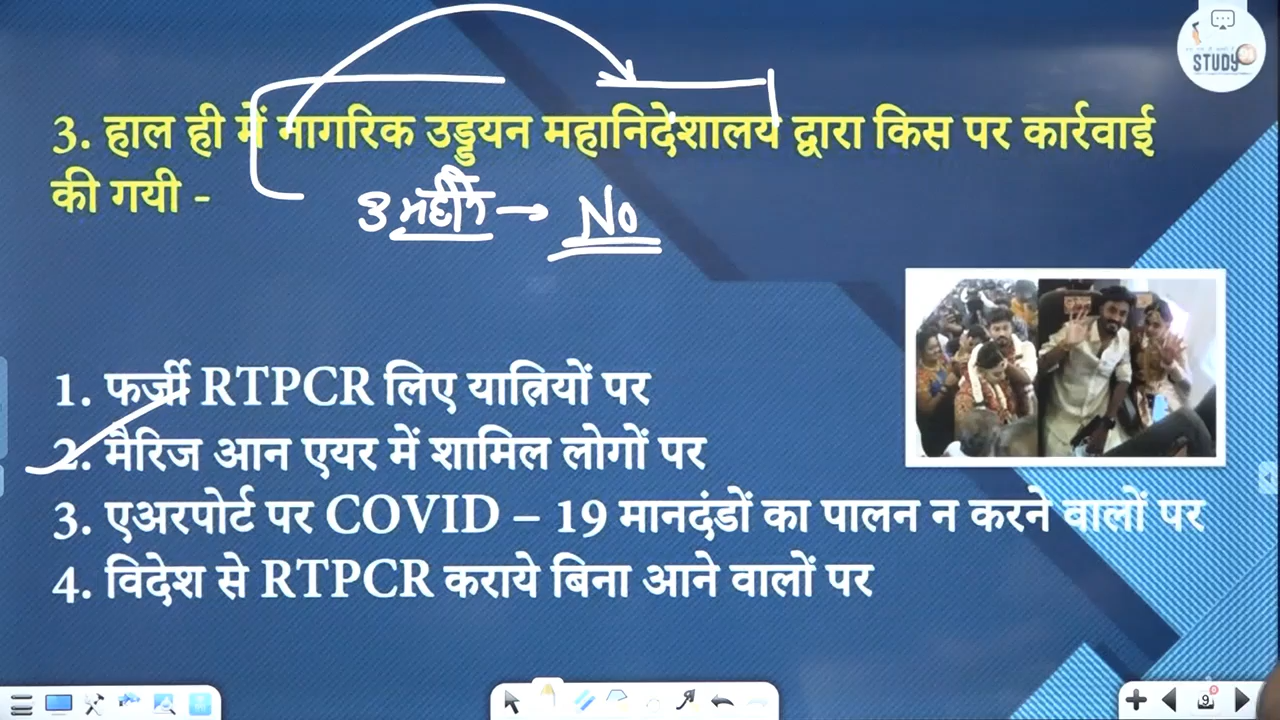 STUDY
3. हाल ही में नागरिक उड्डयन महानिदेशालय द्वारा किस पर कार्रवाई
की गयी -
3 → No
1. फर्जी RTPCR लिए यात्रियों पर
2. मैरिज आन एयर में शामिल लोगों पर
3. एअरपोर्ट पर COVID – 19 मानदंडों का पालन न करने वालों पर
4. विदेश से RTPCR कराये बिना आने वालों पर
9